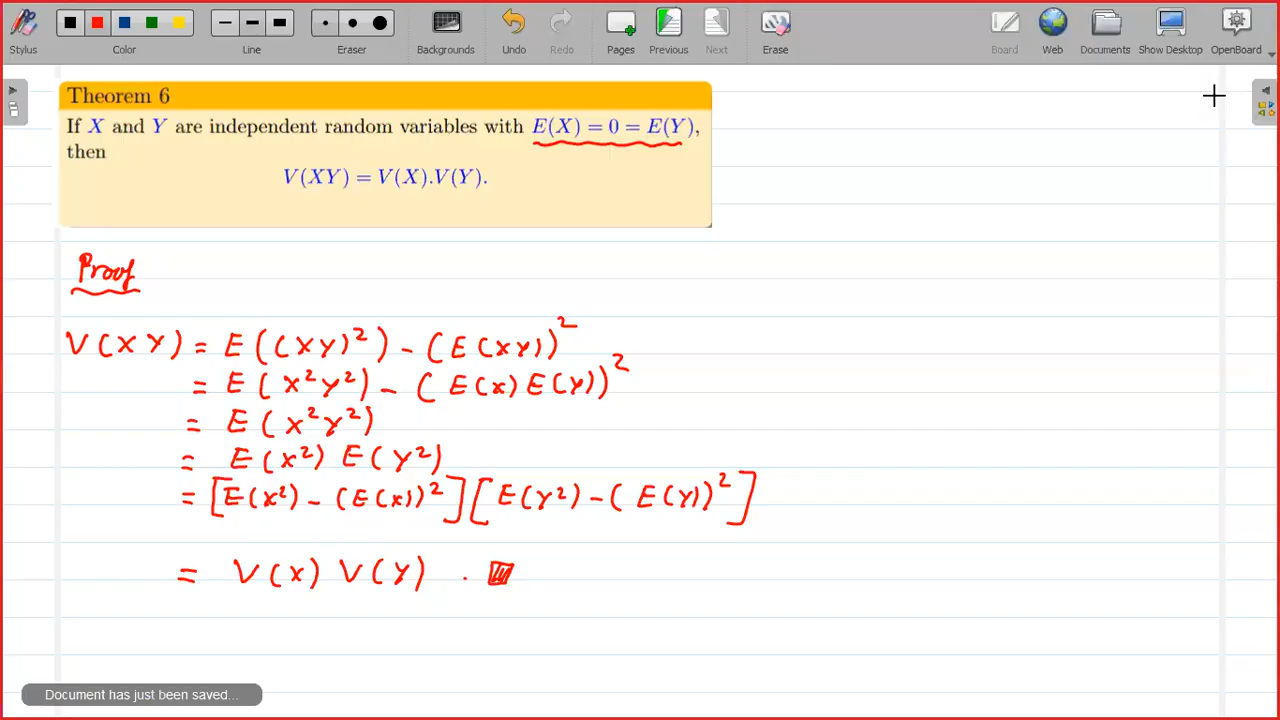 Stylus Color Line Eraser Backgrounds Undo Redo Pages Previous Next Erase Board Web Documents Show Desktop OpenBoard
Theorem 6
If X and Y are independent random variables with E(X) = 0 = E(Y),
then
V(XY) = V(X).V(Y).
Proof
V(XY) = E((XY)²) - (E(XY))²
= E(X²Y²) - (E(X)E(Y))²
= E(X²Y²)
= E(X²) E(Y²)
= [E(X²) - (E(X))²][E(Y²) - (E(Y))²]
= V(X) V(Y) .
Document has just been saved...